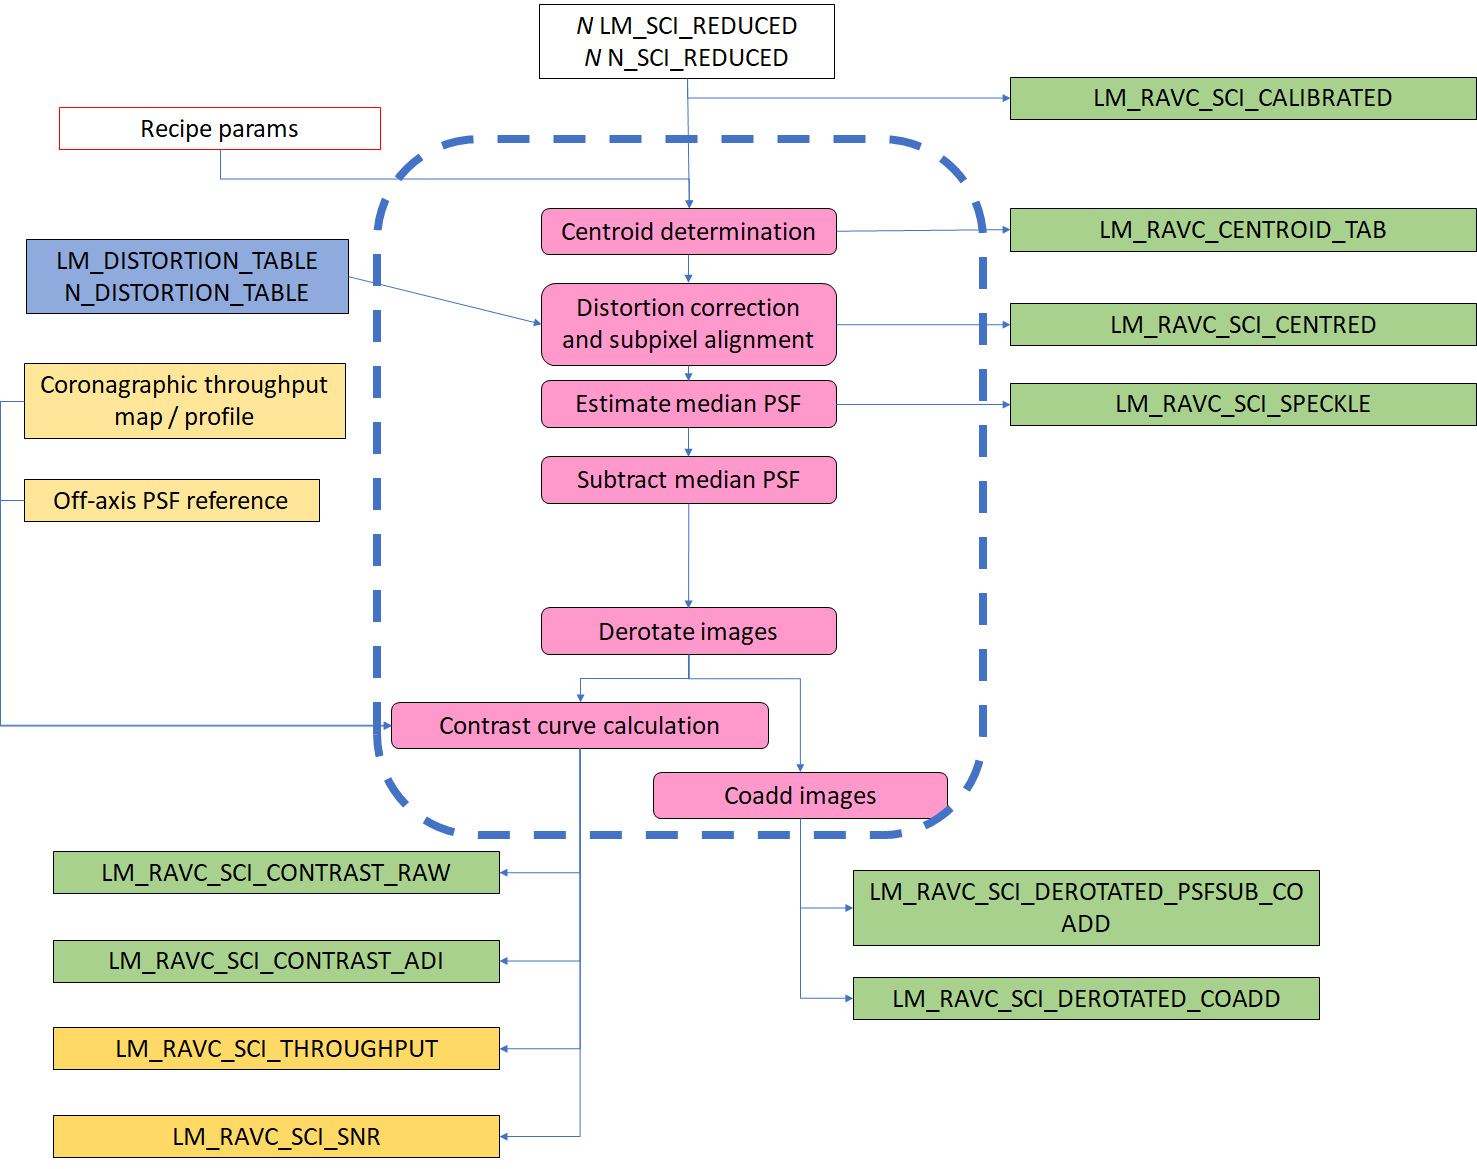 N LM_SCI_REDUCED
N N_SCI_REDUCED
LM_RAVC_SCI_CALIBRATED
Recipe params
Centroid determination
LM_RAVC_CENTROID_TAB
LM_DISTORTION_TABLE
N_DISTORTION_TABLE
Distortion correction
and subpixel alignment
LM_RAVC_SCI_CENTRED
Coronagraphic throughput
map / profile
Estimate median PSF
LM_RAVC_SCI_SPECKLE
Off-axis PSF reference
Subtract median PSF
Derotate images
Contrast curve calculation
Coadd images
LM_RAVC_SCI_CONTRAST_RAW
LM_RAVC_SCI_DEROTATED_PSFSUB_CO
ADD
LM_RAVC_SCI_CONTRAST_ADI
LM_RAVC_SCI_DEROTATED_COADD
LM_RAVC_SCI_THROUGHPUT
LM_RAVC_SCI_SNR